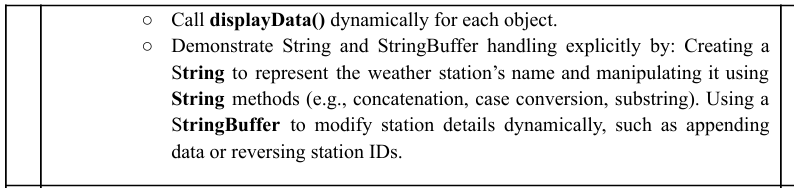 ○ Call displayData() dynamically for each object.
○ Demonstrate String and StringBuffer handling explicitly by: Creating a
String to represent the weather station’s name and manipulating it using
String methods (e.g., concatenation, case conversion, substring). Using a
StringBuffer to modify station details dynamically, such as appending
data or reversing station IDs.